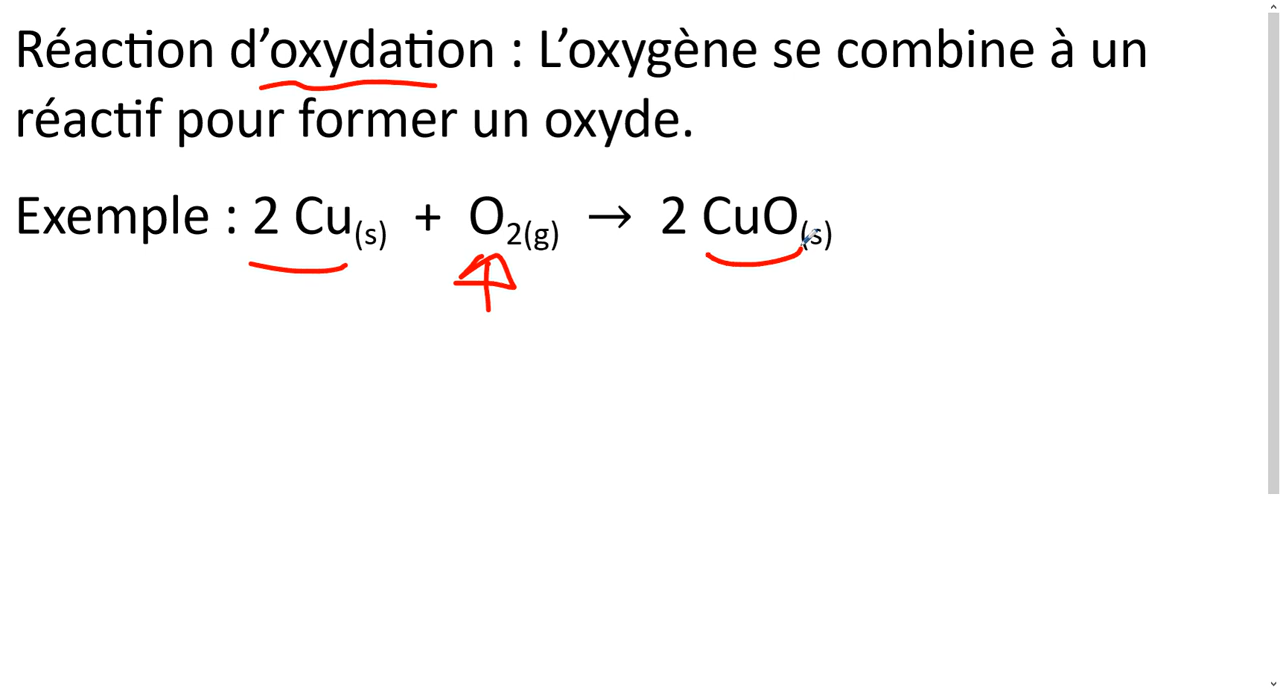 Réaction d’oxydation : L’oxygène se combine à un
réactif pour former un oxyde.
Exemple : 2 Cu(s) + O2(g) → 2 CuO(s)